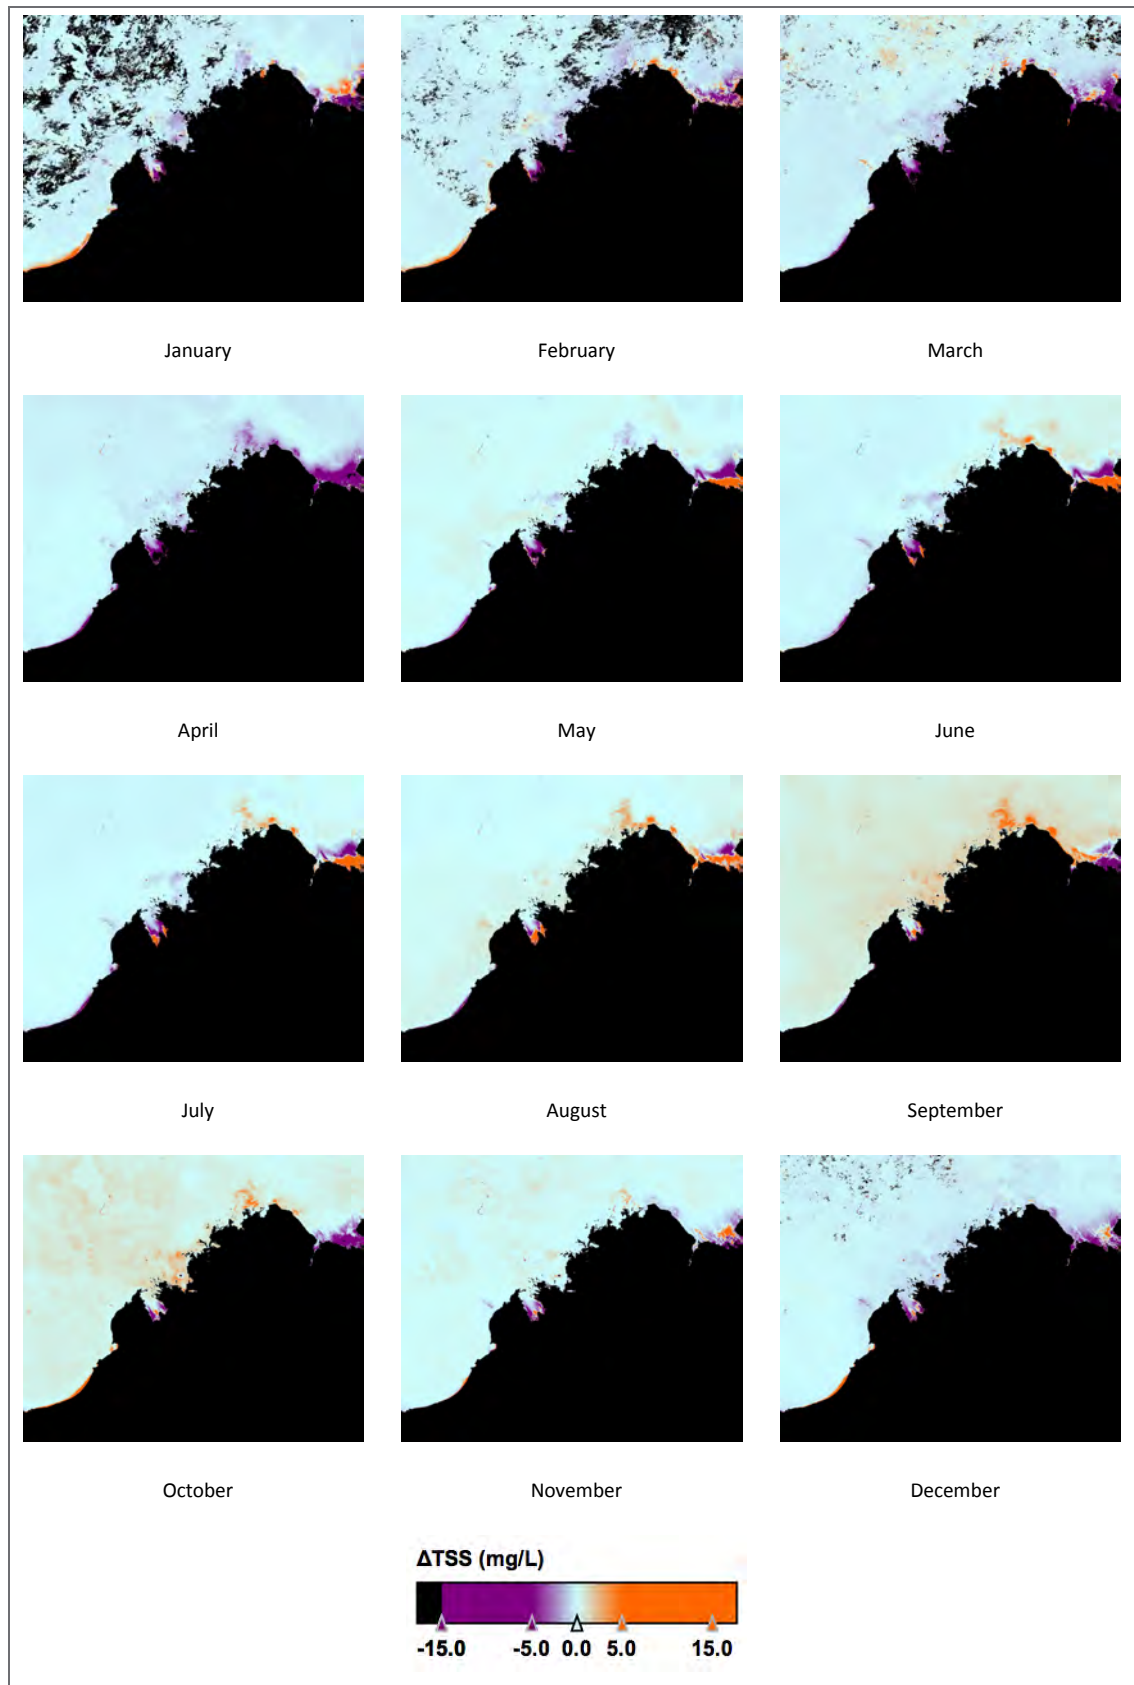 January February March
April May June
July August September
October November December
ΔTSS (mg/L)
-15.0 -5.0 0.0 5.0 15.0